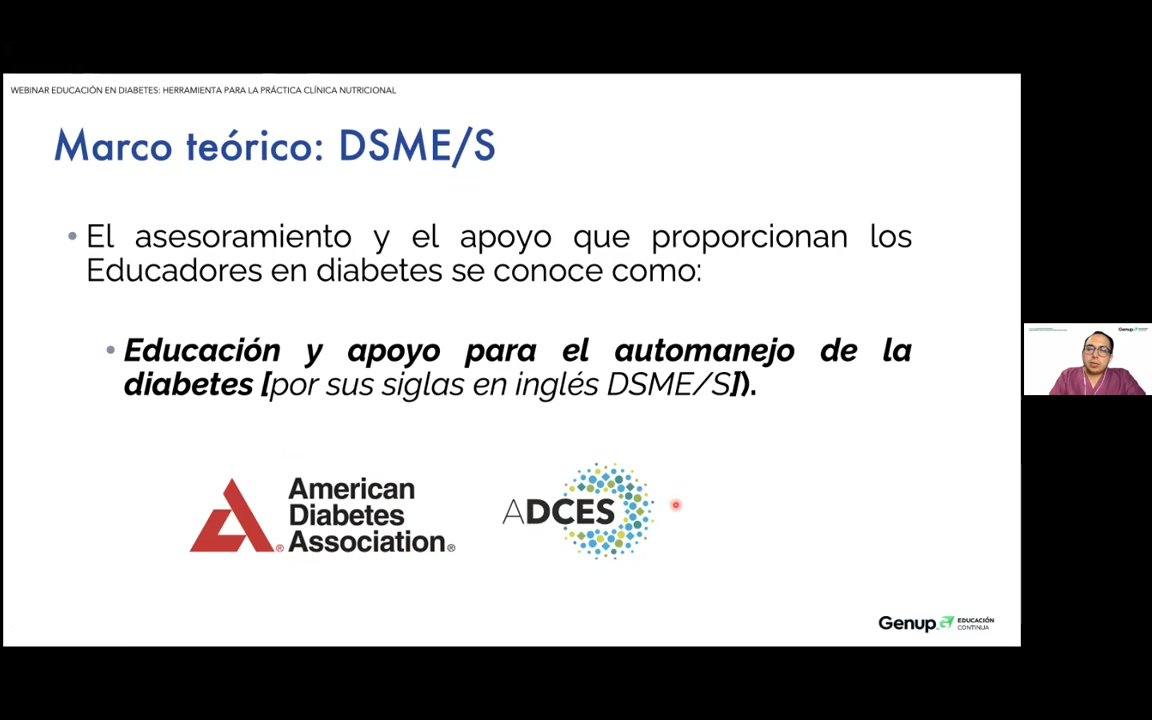 WEBINAR EDUCACIÓN EN DIABETES: HERRAMIENTA PARA LA PRÁCTICA CLÍNICA NUTRICIONAL
Marco teórico: DSME/S
• El asesoramiento y el apoyo que proporcionan los
Educadores en diabetes se conoce como:
• Educación y apoyo para el automanejo de la
diabetes [por sus siglas en inglés DSME/S]).
American
Diabetes
Association®
ADCES
Genup EDUCACIÓN
CONTINUA
Genup